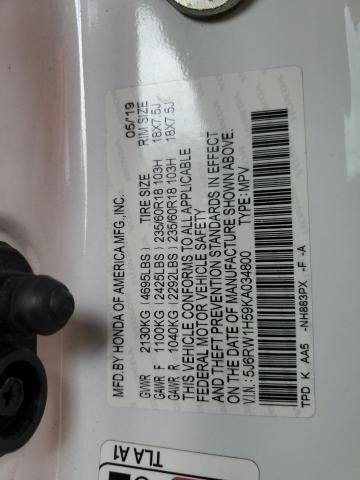 MFD.BY HONDA OF AMERICA MFG.,INC. 05/'19
GVWR 2130KG (4695LBS) TIRE SIZE RIM SIZE
GAWR F 1100KG (2425LBS) 235/60R18 103H 18X7.5J
GAWR R 1040KG (2292LBS) 235/60R18 103H 18X7.5J
THIS VEHICLE CONFORMS TO ALL APPLICABLE
FEDERAL MOTOR VEHICLE SAFETY
AND THEFT PREVENTION STANDARDS IN EFFECT
ON THE DATE OF MANUFACTURE SHOWN ABOVE.
V.I.N.: 5J6RW1H59KA034800 TYPE: MPV
TPD K AA5 -NH883PX -F -A
TLA A1